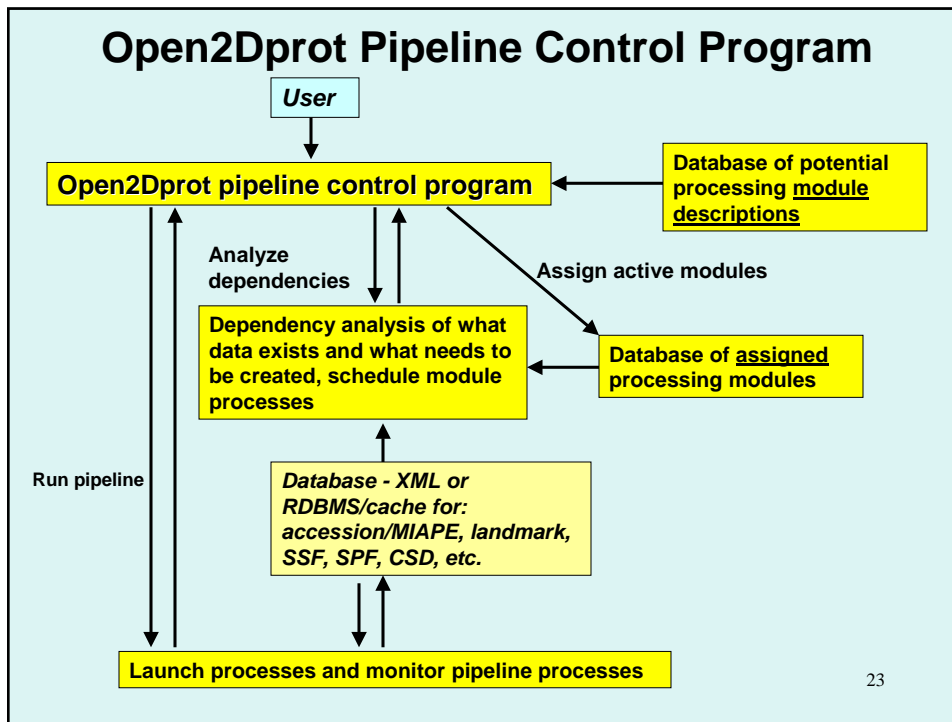 Open2Dprot Pipeline Control Program
User
Open2Dprot pipeline control program
Database of potential
processing module
descriptions
Analyze
dependencies
Assign active modules
Dependency analysis of what
data exists and what needs to
be created, schedule module
processes
Database of assigned
processing modules
Run pipeline
Database - XML or
RDBMS/cache for:
accession/MIAPE, landmark,
SSF, SPF, CSD, etc.
Launch processes and monitor pipeline processes
23